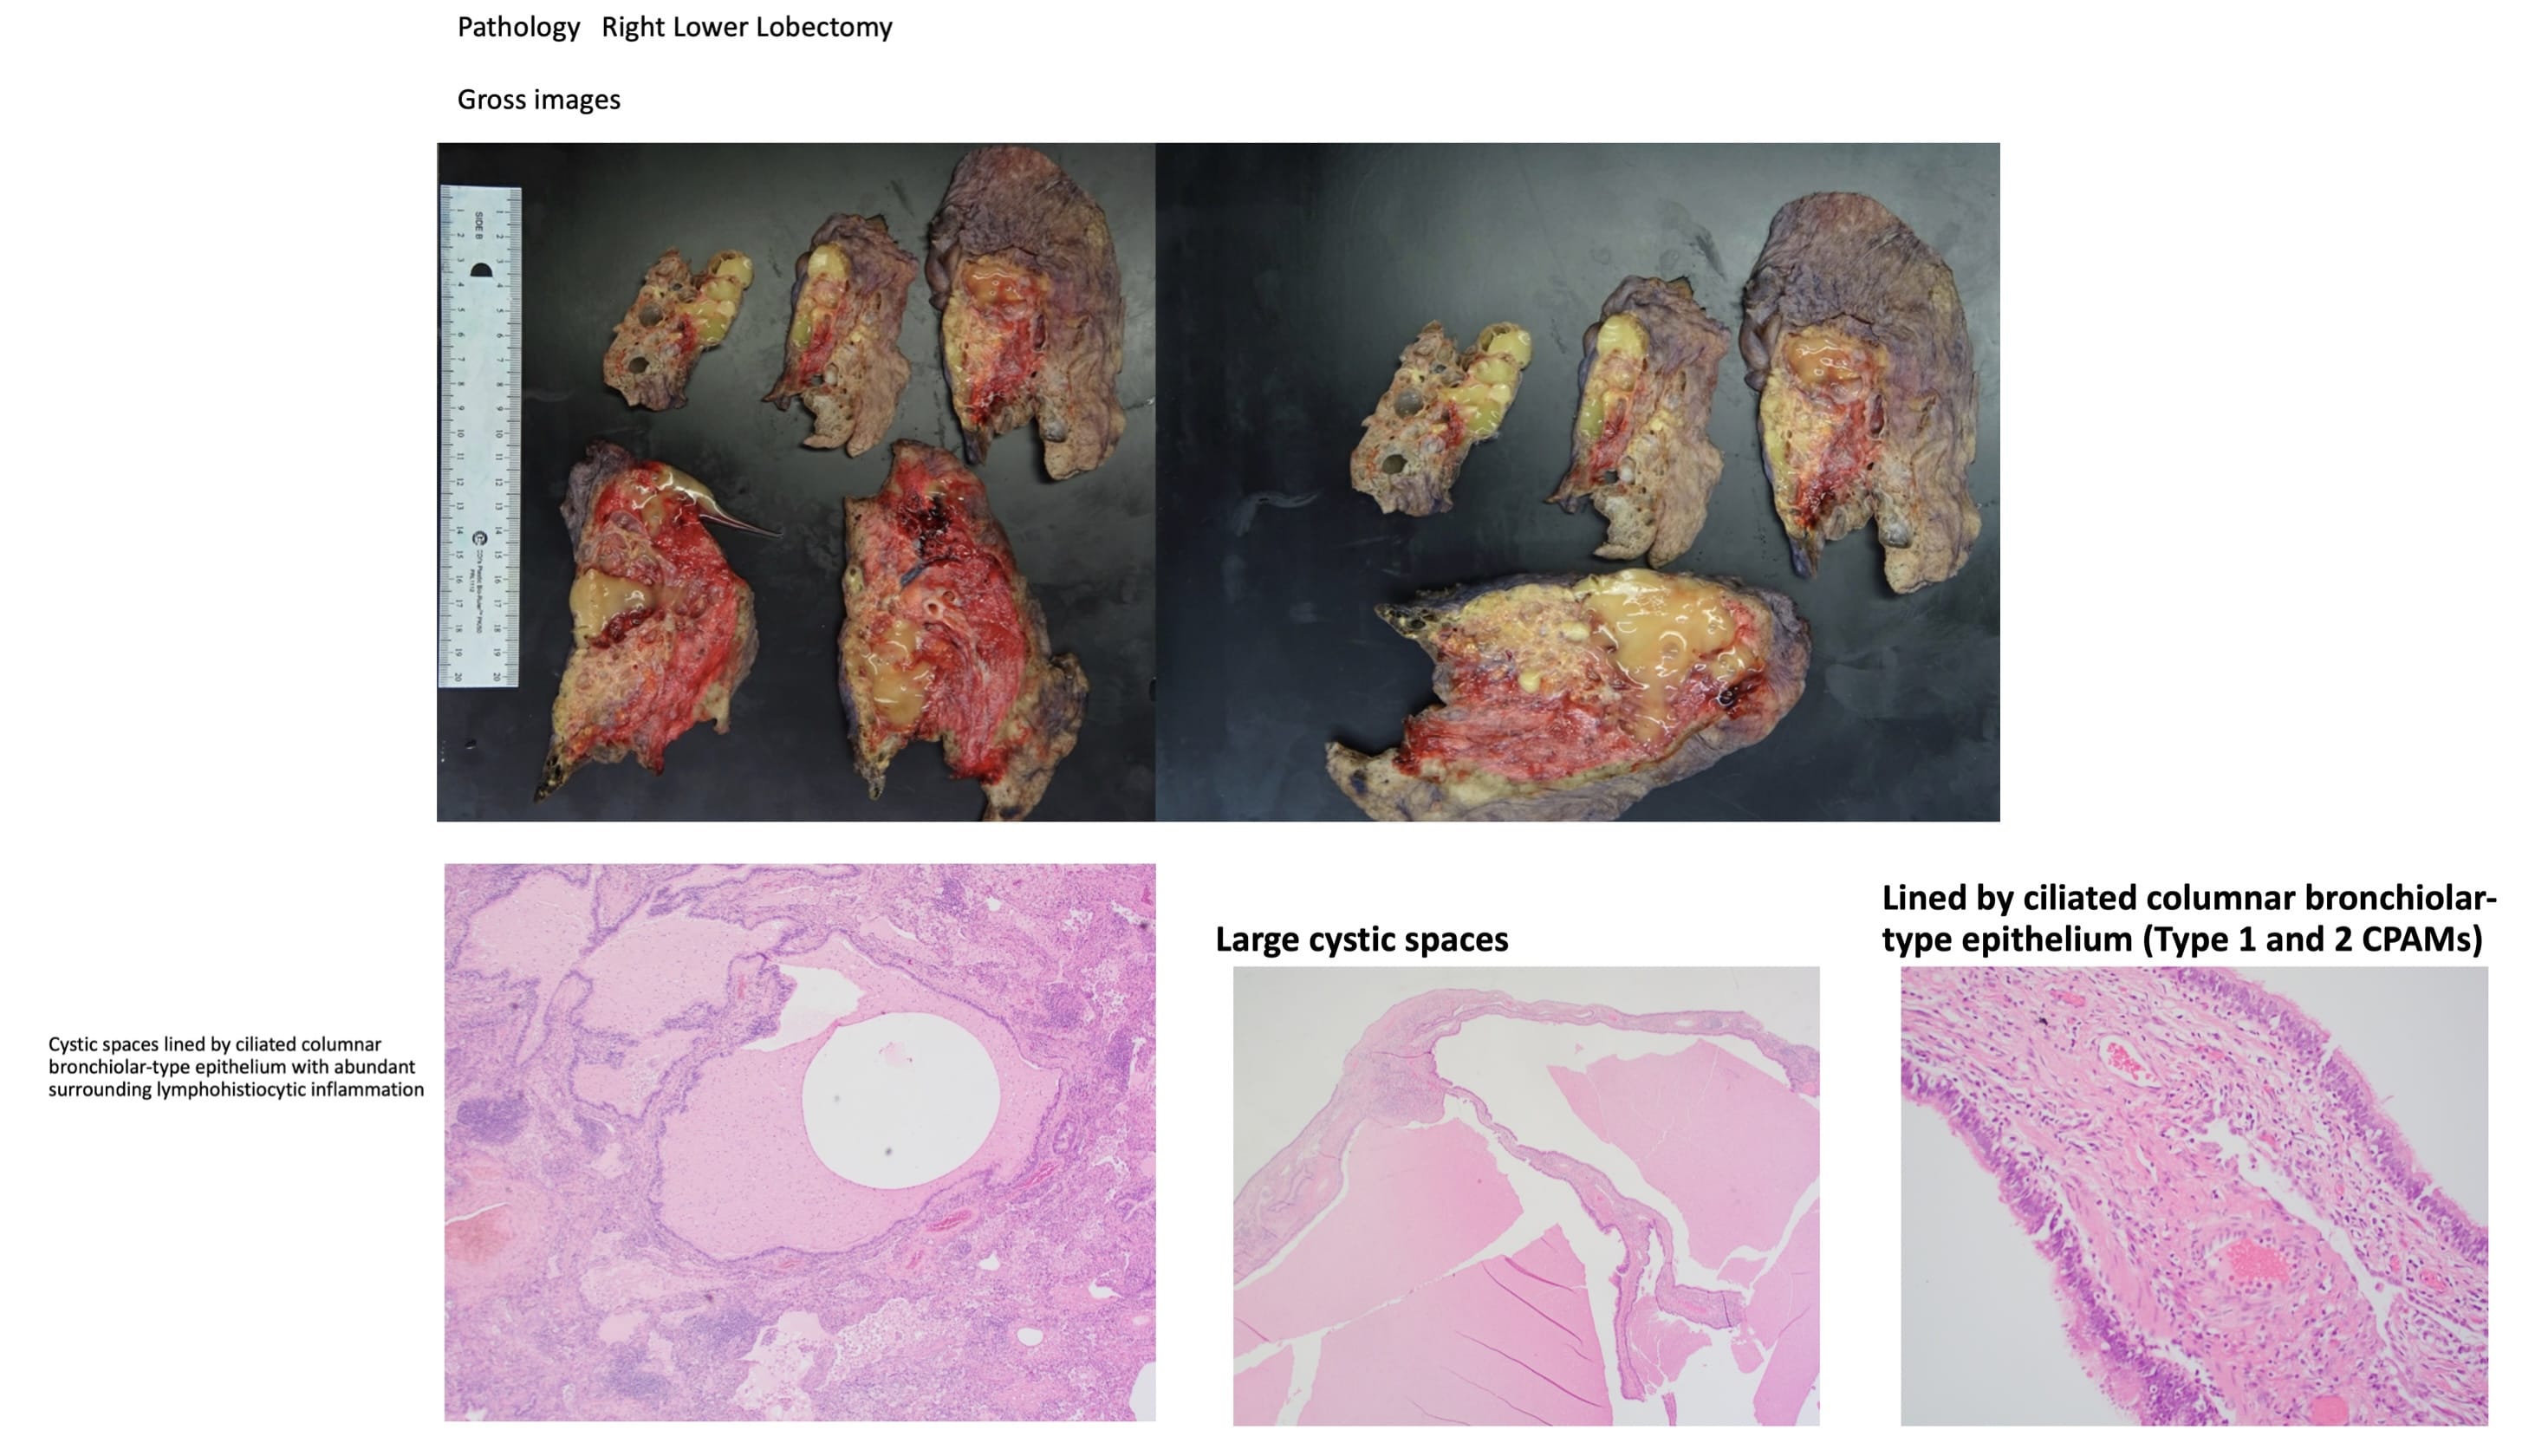 Pathology   Right Lower Lobectomy
Gross images
SIDE B
Lined by ciliated columnar bronchiolar-
type epithelium (Type 1 and 2 CPAMs)
Large cystic spaces
Cystic spaces lined by ciliated columnar
bronchiolar-type epithelium with abundant
surrounding lymphohistiocytic inflammation